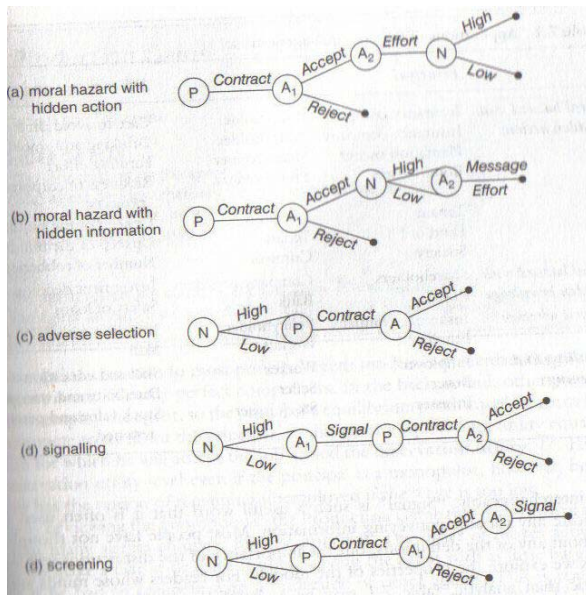 High
Effort
A2
N
Accept
Low
(a) moral hazard with
hidden action
P
Contract
A1
Reject
High
Message
N
A2
Accept
Low
Effort
(b) moral hazard with
hidden information
P
Contract
A1
Reject
High
Accept
(c) adverse selection
N
P
Contract
A
Low
Reject
High
Accept
(d) signalling
N
A1
Signal
P
Contract
A2
Low
Reject
Signal
A2
Accept
High
(d) screening
N
P
Contract
A1
Low
Reject